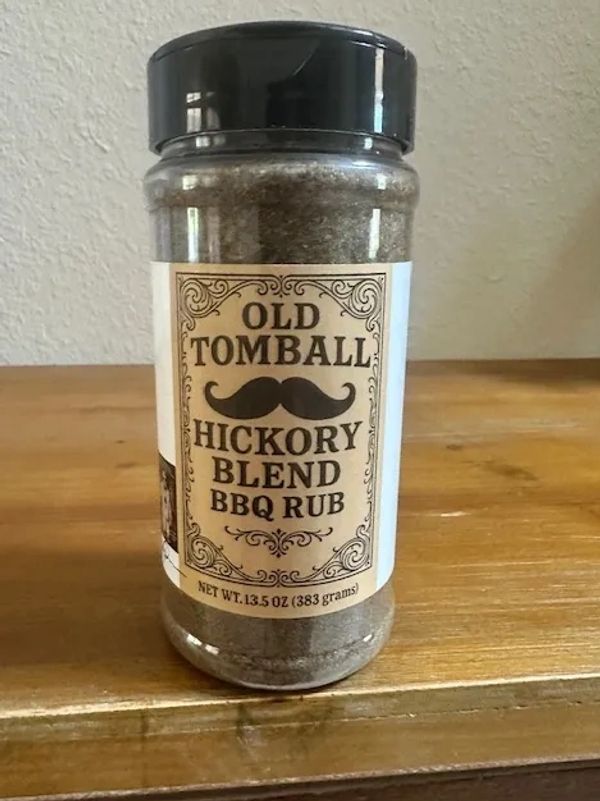 OLD
TOMBALL
HICKORY
BLEND
BBQ RUB
NET WT.13.5 OZ (383 grams)